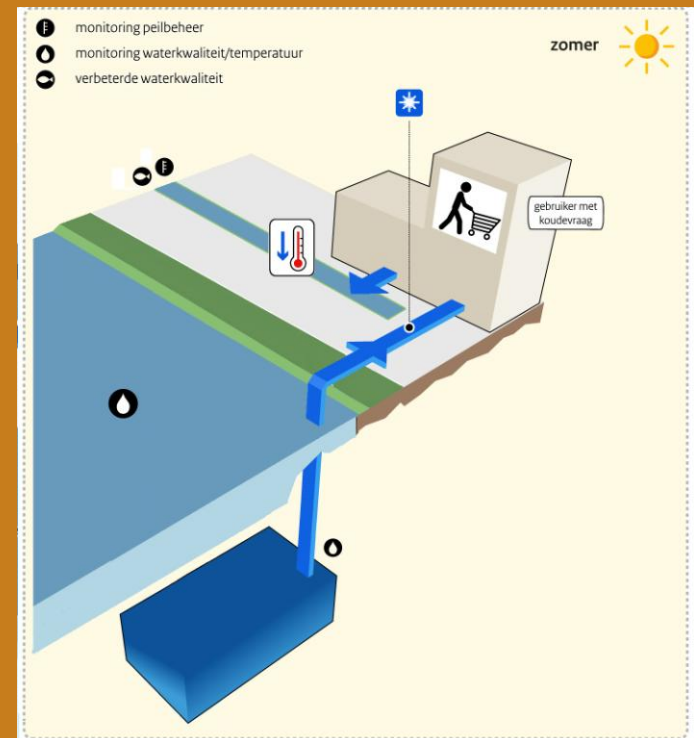 monitoring peilbeheer
monitoring waterkwaliteit/temperatuur
verbeterde waterkwaliteit
zomer
gebruiker met
koudevraag